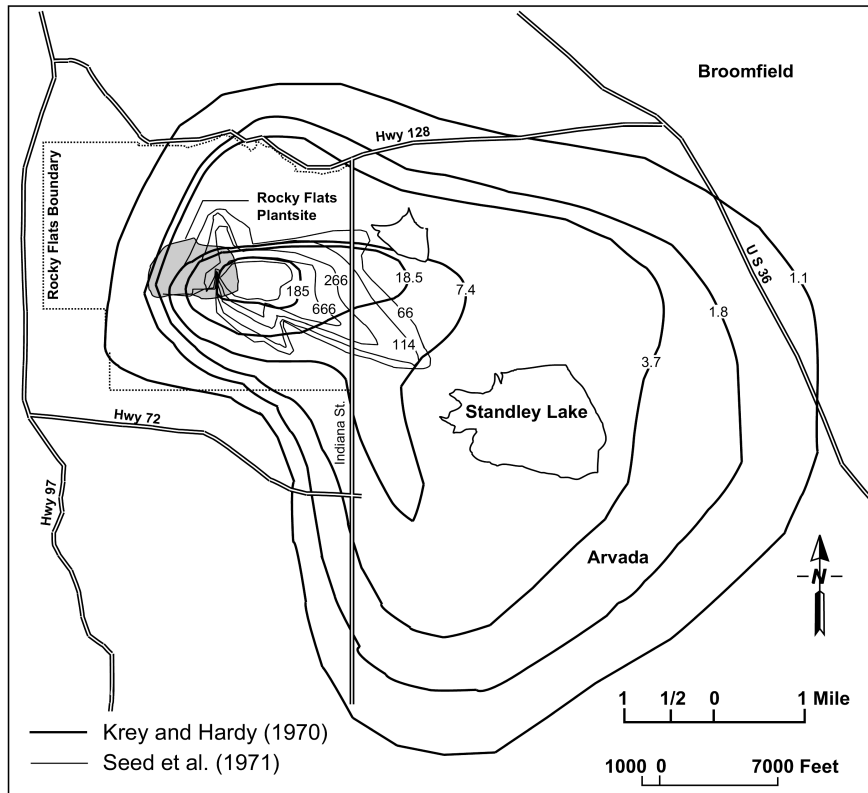 Broomfield
Hwy 128
Rocky Flats Boundary
Rocky Flats
Plantsite
U S 36
1.1
266
18.5
185
7.4
666
66
1.8
114
3.7
Standley Lake
Hwy 72
Indiana St.
Hwy 97
Arvada
N
1 1/2 0 1 Mile
Krey and Hardy (1970)
Seed et al. (1971)
1000 0 7000 Feet